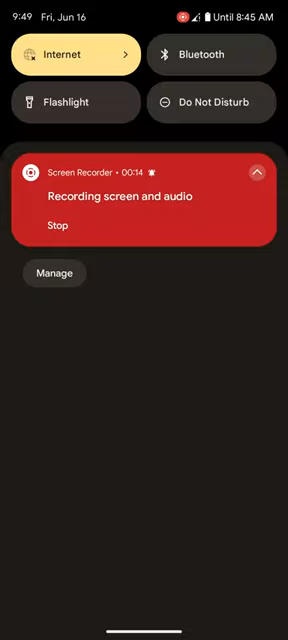 9:49 Fri, Jun 16 Until 8:45 AM
Internet
Bluetooth
Flashlight
Do Not Disturb
Screen Recorder • 00:14
Recording screen and audio
Stop
Manage